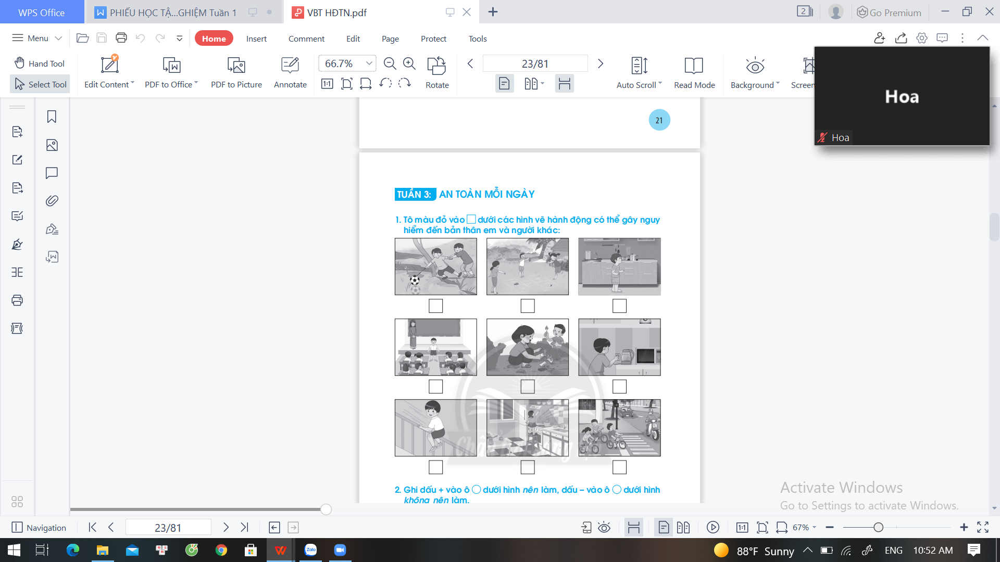 WPS Office
PHIẾU HỌC TẬ...GHIỆM Tuần 1
VBT HĐTN.pdf
2
Go Premium
Menu
Home
Insert
Comment
Edit
Page
Protect
Tools
Hand Tool
Select Tool
Edit Content
PDF to Office
PDF to Picture
Annotate
66.7%
1:1
Rotate
23/81
Auto Scroll
Read Mode
Background
Screen
Hoa
Hoa
21
TUẦN 3: AN TOÀN MỖI NGÀY
1. Tô màu đỏ vào dưới các hình vẽ hành động có thể gây nguy
hiểm đến bản thân em và người khác:
2. Ghi dấu + vào ô dưới hình nên làm, dấu – vào ô dưới hình
không nên làm.
Activate Windows
Go to Settings to activate Windows.
Navigation
23/81
1:1
67%
Zalo
88°F Sunny
ENG
10:52 AM